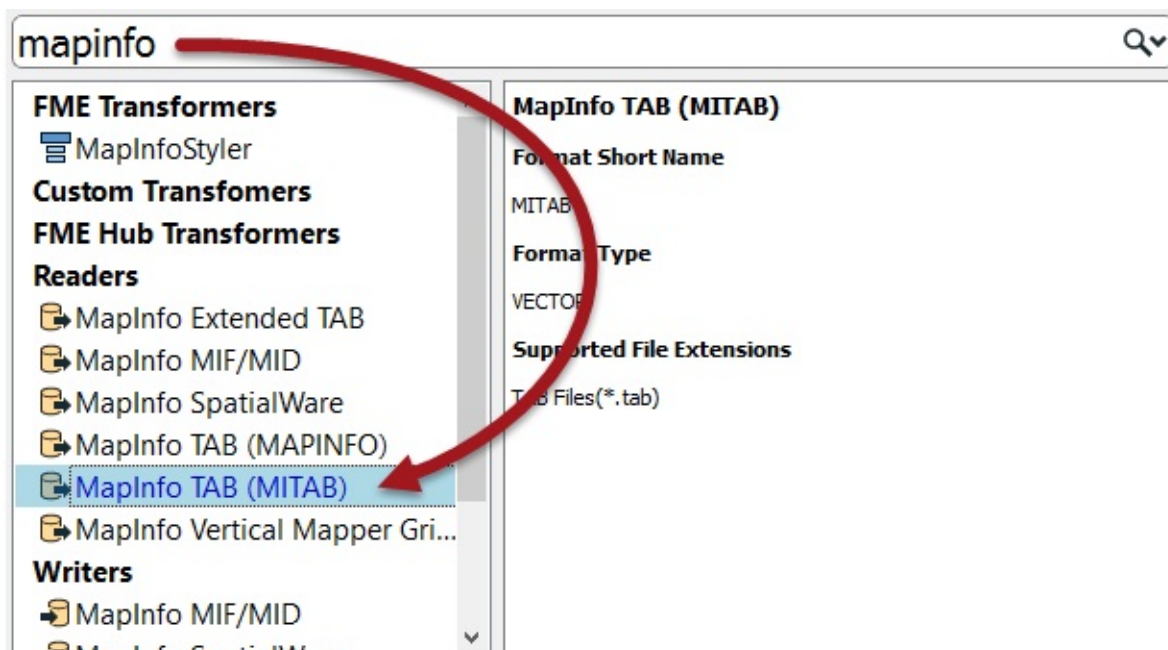 mapinfo
FME Transformers
MapInfoStyler
Custom Transfomers
FME Hub Transformers
Readers
MapInfo Extended TAB
MapInfo MIF/MID
MapInfo SpatialWare
MapInfo TAB (MAPINFO)
MapInfo TAB (MITAB)
MapInfo Vertical Mapper Gri...
Writers
MapInfo MIF/MID
MapInfo SpatialWare
MapInfo TAB (MITAB)
Format Short Name
MITAB
Format Type
VECTOR
Supported File Extensions
TAB Files(*.tab)